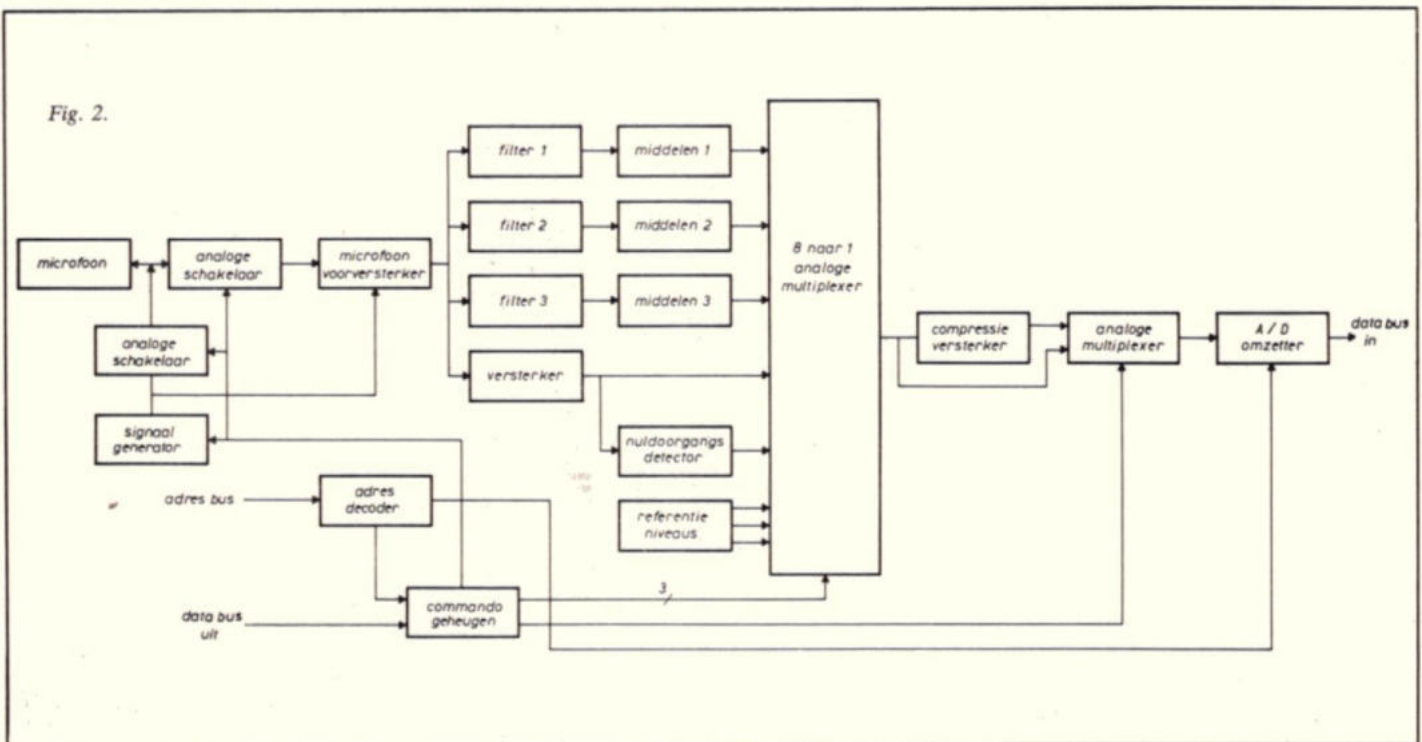 Fig. 2.
filter 1
middelen 1
filter 2
middelen 2
microfoon
analoge
schakelaar
microfoon
voorversterker
8 naar 1
analoge
multiplexer
filter 3
middelen 3
analoge
schakelaar
versterker
compressie
versterker
analoge
multiplexer
A / D
omzetter
data bus
in
signaal
generator
nuldoorgangs
detector
adres bus
adres
decoder
referentie
niveaus
3
commando
geheugen
data bus
uit